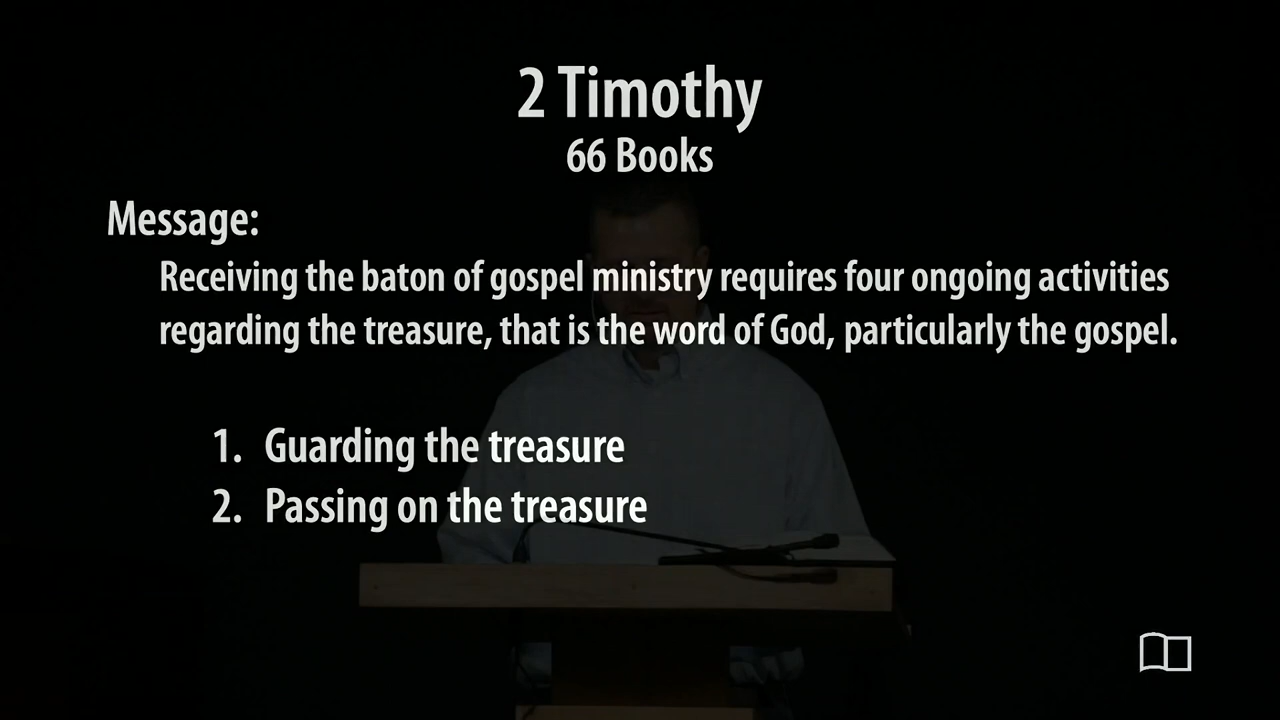 2 Timothy
66 Books
Message:
Receiving the baton of gospel ministry requires four ongoing activities
regarding the treasure, that is the word of God, particularly the gospel.
1. Guarding the treasure
2. Passing on the treasure